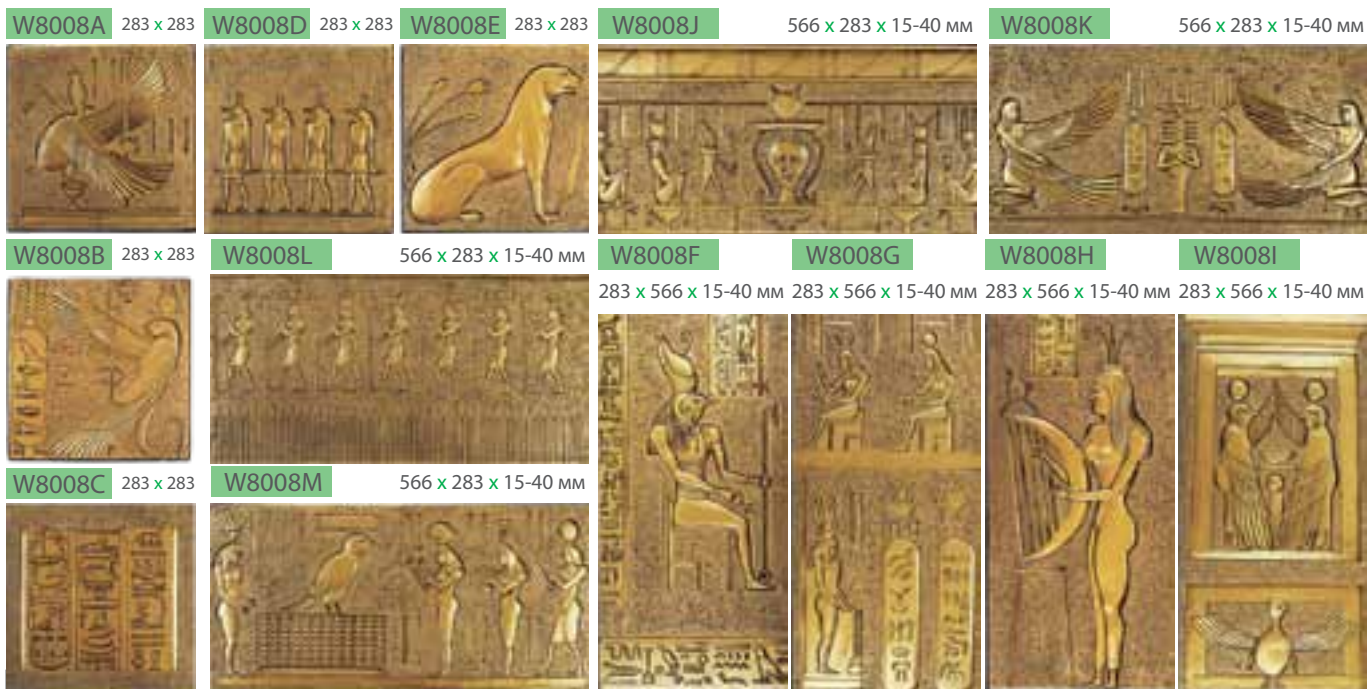 W8008A 283 x 283
W8008D 283 x 283
W8008E 283 x 283
W8008J 566 x 283 x 15-40 мм
W8008K 566 x 283 x 15-40 мм
W8008B 283 x 283
W8008L 566 x 283 x 15-40 мм
W8008F
283 x 566 x 15-40 мм
W8008G
283 x 566 x 15-40 мм
W8008H
283 x 566 x 15-40 мм
W8008I
283 x 566 x 15-40 мм
W8008C 283 x 283
W8008M 566 x 283 x 15-40 мм